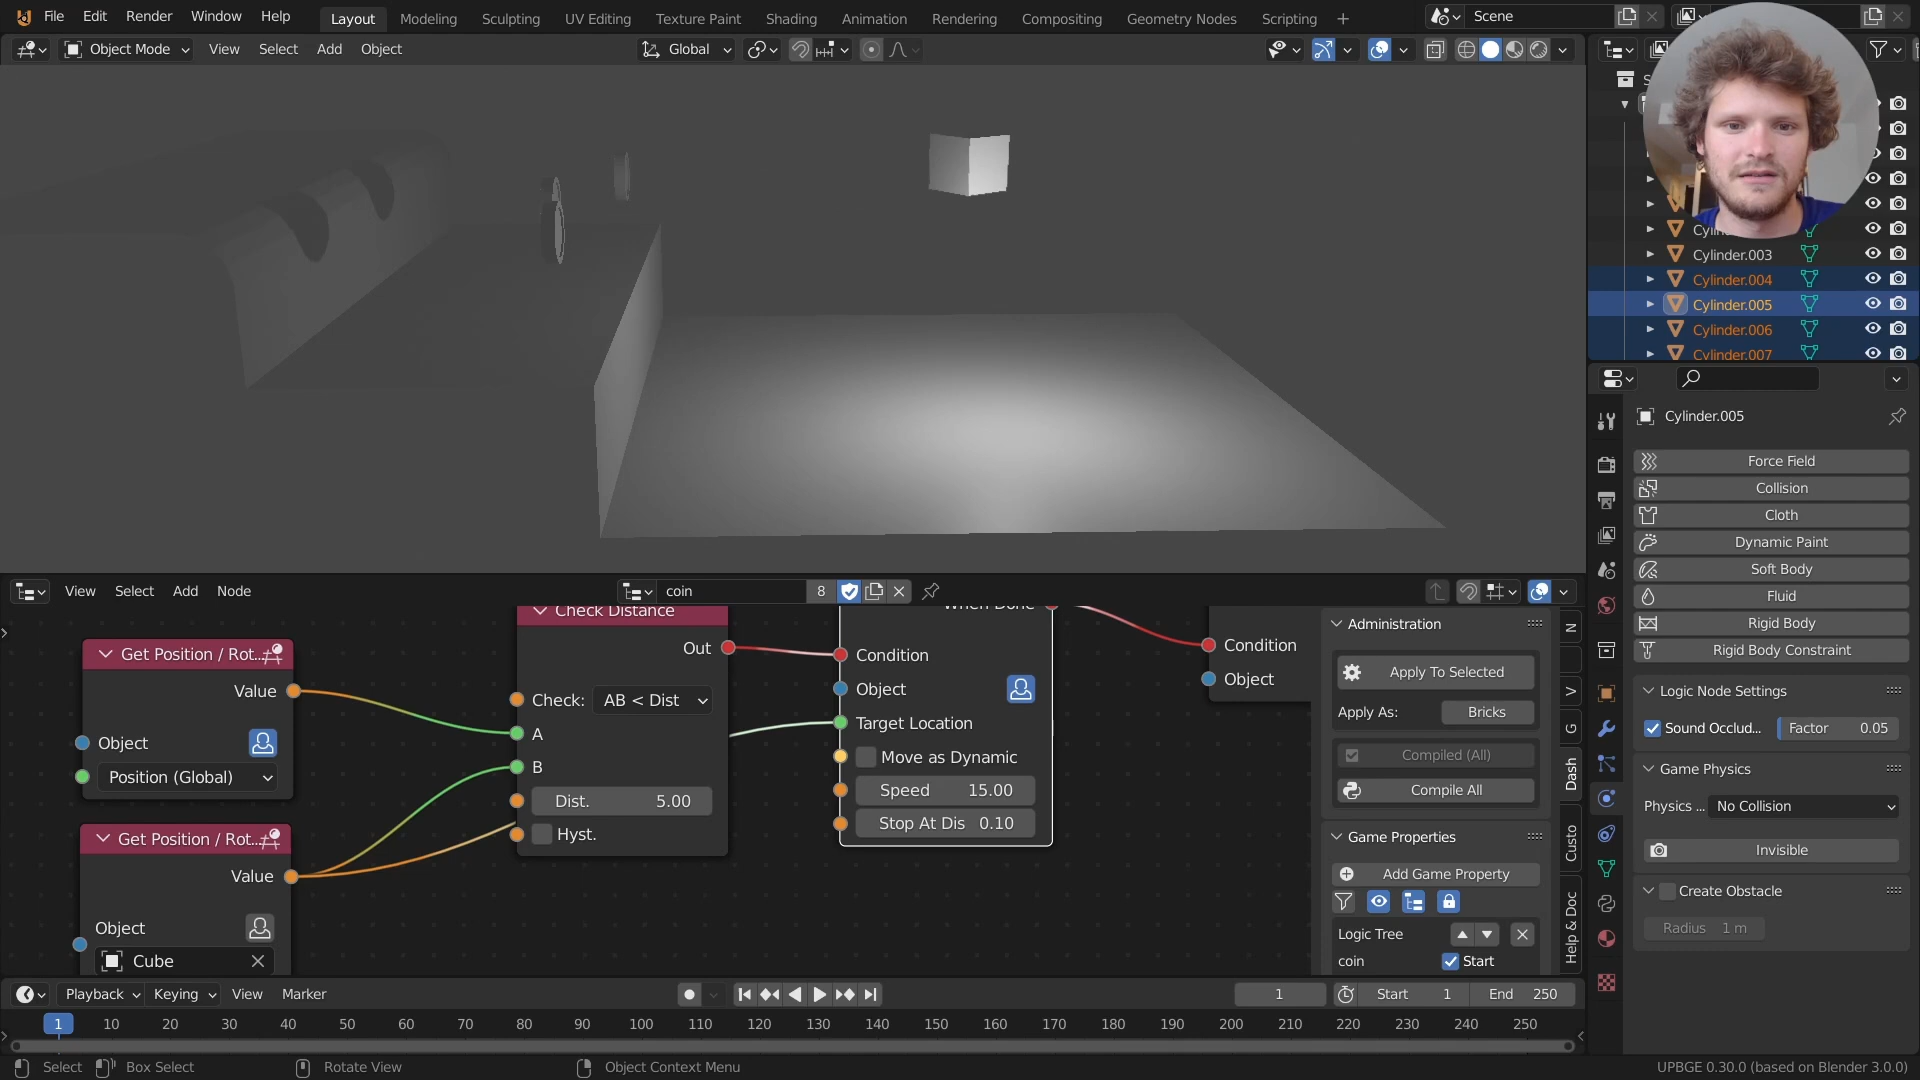 File Edit Render Window Help Layout Modeling Sculpting UV Editing Texture Paint Shading Animation Rendering Compositing Geometry Nodes Scripting + Scene
Object Mode View Select Add Object Global
Cylinder.003
Cylinder.004
Cylinder.005
Cylinder.006
Cylinder.007
Cylinder.005
Force Field
Collision
Cloth
Dynamic Paint
Soft Body
Fluid
Rigid Body
Rigid Body Constraint
Logic Node Settings
Sound Occlud... Factor 0.05
Game Physics
Physics ... No Collision
Invisible
Create Obstacle
Radius 1 m
View Select Add Node coin 8
Get Position / Rot...
Value
Object
Position (Global)
Get Position / Rot...
Value
Object
Cube
Check Distance
Out
Check: AB < Dist
A
B
Dist. 5.00
Hyst.
When Done
Condition
Object
Target Location
Move as Dynamic
Speed 15.00
Stop At Dis 0.10
Condition
Object
Administration
Apply To Selected
Apply As: Bricks
Compiled (All)
Compile All
Game Properties
Add Game Property
Logic Tree
coin Start
N
V
G
Dash
Custo
Help & Doc
Playback Keying View Marker 1 Start 1 End 250
1 10 20 30 40 50 60 70 80 90 100 110 120 130 140 150 160 170 180 190 200 210 220 230 240 250
Select Box Select Rotate View Object Context Menu UPBGE 0.30.0 (based on Blender 3.0.0)